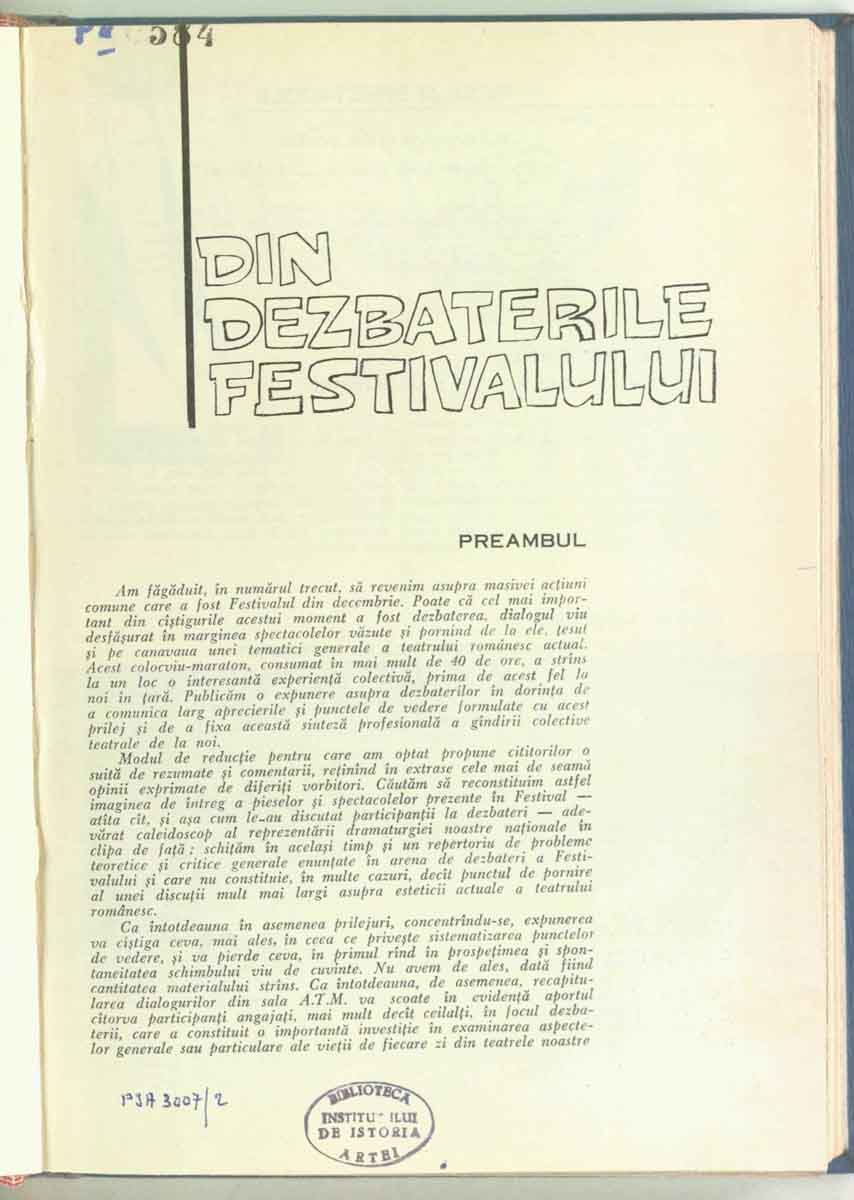 584
DIN
DEZBATERILE
FESTIVALULUI
PREAMBUL
Am făgăduit, în numărul trecut, să revenim asupra masivei acțiuni
comune care a fost Festivalul din decembrie. Poate că cel mai impor-
tant din cîștigurile acestui moment a fost dezbaterea, dialogul viu
desfășurat în marginea spectacolelor văzute și pornind de la ele, țesut
și pe canavaua unei tematici generale a teatrului românesc actual.
Acest colocviu-maraton, consumat în mai mult de 40 de ore, a strîns
la un loc o interesantă experiență colectivă, prima de acest fel la
noi în țară. Publicăm o expunere asupra dezbaterilor în dorința de
a comunica larg aprecierile și punctele de vedere formulate cu acest
prilej și de a fixa această sinteză profesională a gîndirii colective
teatrale de la noi.
Modul de reducție pentru care am optat propune cititorilor o
suită de rezumate și comentarii, reținînd în extrase cele mai de seamă
opinii exprimate de diferiți vorbitori. Căutăm să reconstituim astfel
imaginea de întreg a pieselor și spectacolelor prezente în Festival —
atîta cît, și așa cum le-au discutat participanții la dezbateri — ade-
vărat caleidoscop al reprezentării dramaturgiei noastre naționale în
clipa de față ; schițăm în același timp și un repertoriu de probleme
teoretice și critice generale enunțate în arena de dezbateri a Festi-
valului și care nu constituie, în multe cazuri, decît punctul de pornire
al unei discuții mult mai largi asupra esteticii actuale a teatrului
românesc.
Ca întotdeauna în asemenea prilejuri, concentrîndu-se, expunerea
va cîștiga ceva, mai ales, în ceea ce privește sistematizarea punctelor
de vedere, și va pierde ceva, în primul rînd în prospețimea și spon-
taneitatea schimbului viu de cuvinte. Nu avem de ales, dată fiind
cantitatea materialului strîns. Ca întotdeauna, de asemenea, recapitu-
larea dialogurilor din sala A.T.M. va scoate în evidență aportul
cîtorva participanți angajați, mai mult decît ceilalți, în focul dezba-
terii, care a constituit o importantă investiție în examinarea aspecte-
lor generale sau particulare ale vieții de fiecare zi din teatrele noastre
PJA 3007/2
BIBLIOTECA
INSTITUTULUI
DE ISTORIA
ARTEI